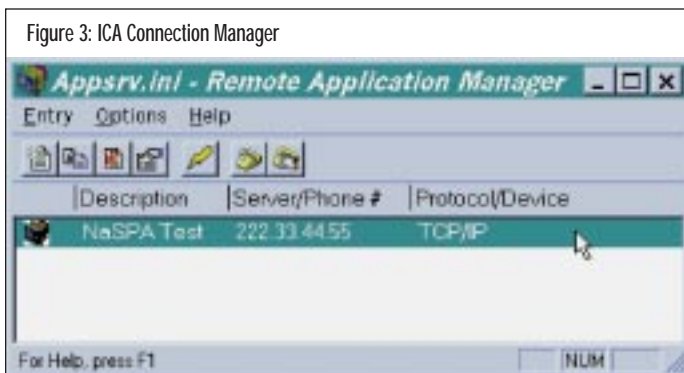 Figure 3: ICA Connection Manager
Appsrv.ini - Remote Application Manager
Entry Options Help
Description Server/Phone # Protocol/Device
NaSPA Test 222.33.44.55 TCP/IP
For Help, press F1 NUM